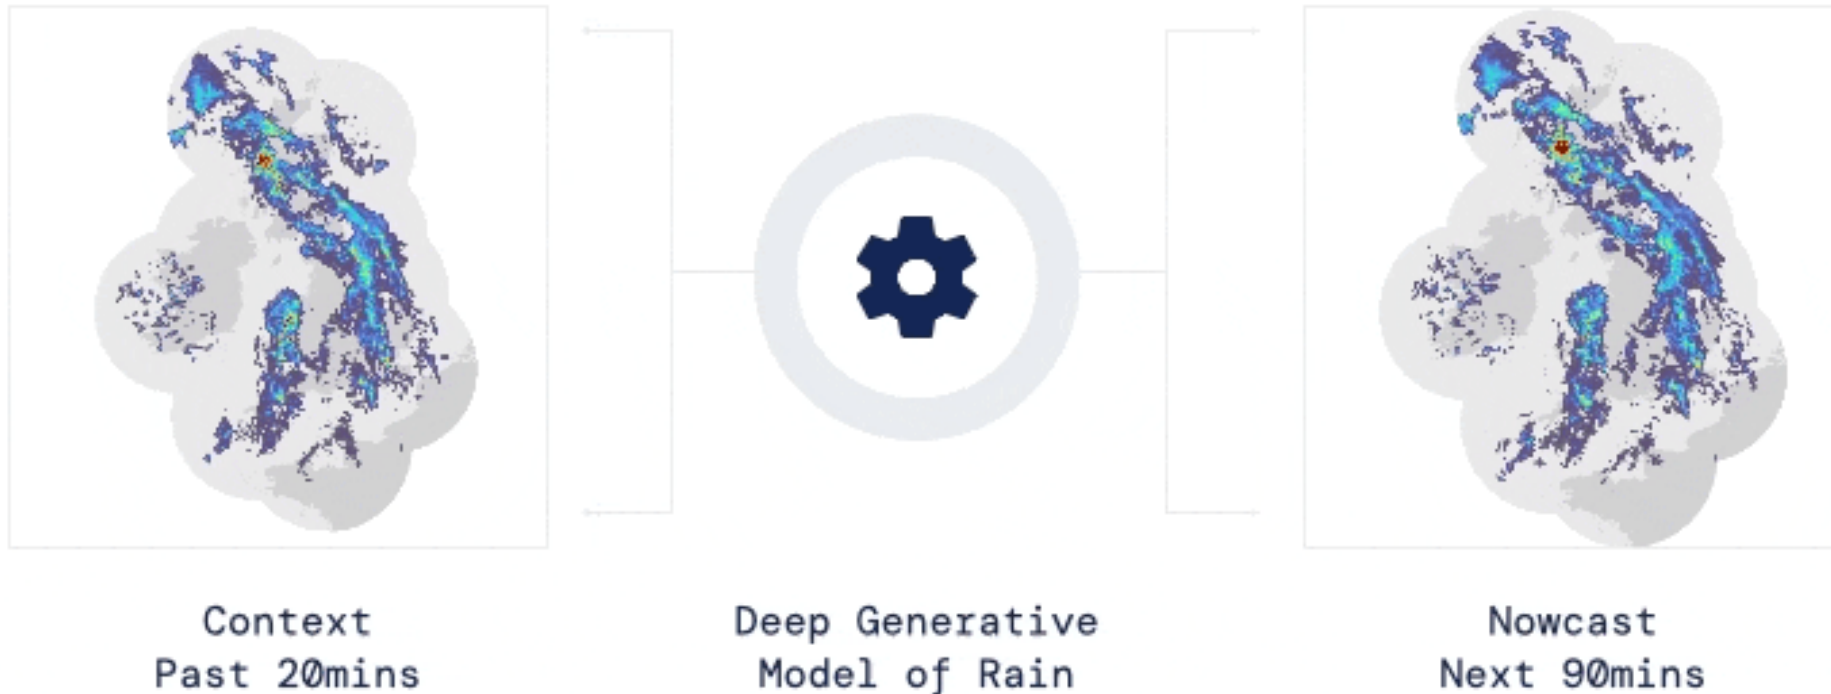 Context
Past 20mins
Deep Generative
Model of Rain
Nowcast
Next 90mins